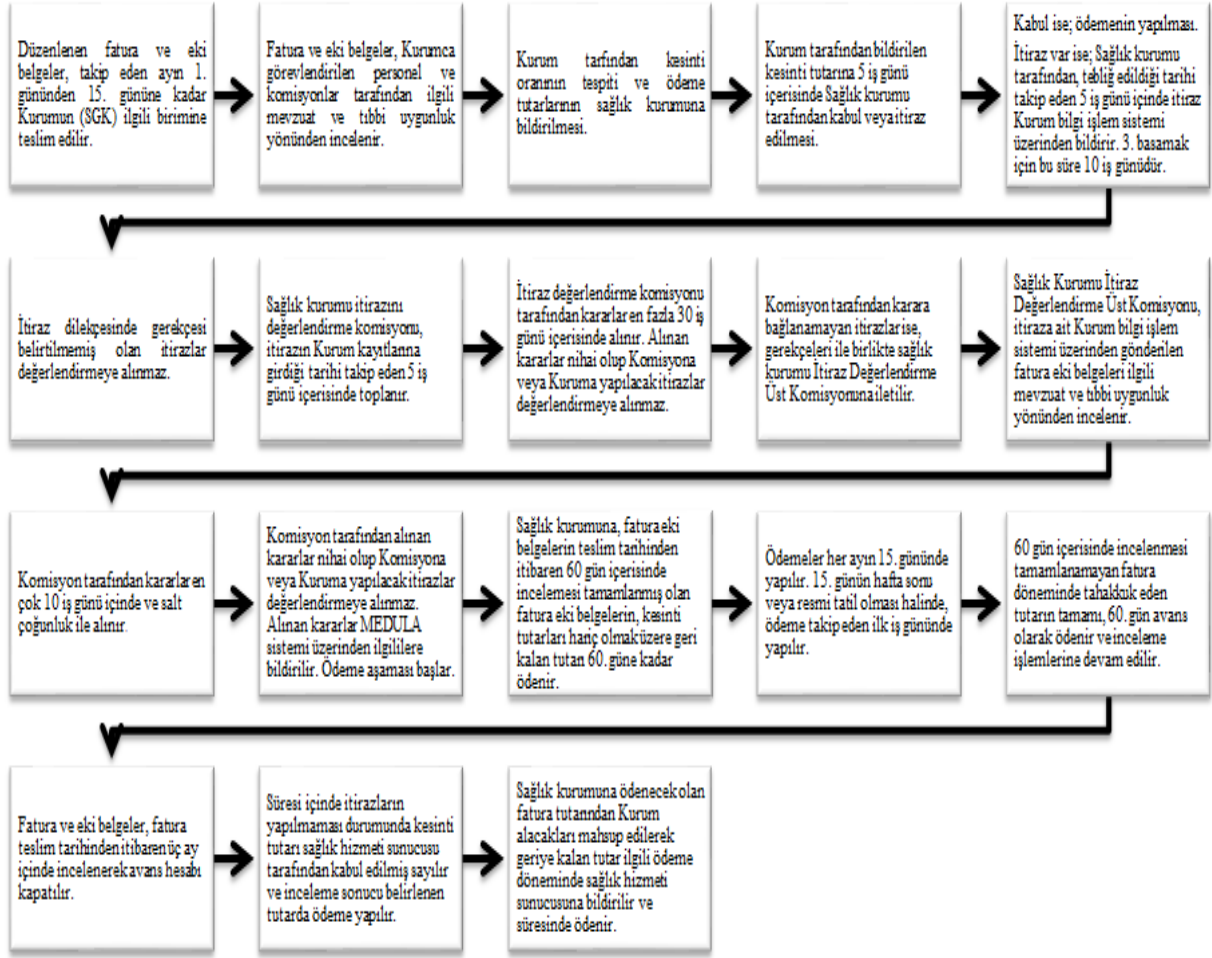 Düzenlenen fatura ve eki
belgeler, takip eden ayın 1.
gününden 15. gününe kadar
Kurumun (SGK) ilgili birimine
teslim edilir.
Fatura ve eki belgeler, Kurumca
görevlendirilen personel ve
komisyonlar tarafından ilgili
mevzuat ve tıbbi uygunluk
yönünden incelenir.
Kurum tarfından kesinti
oranının tespiti ve ödeme
tutarlarının sağlık kurumuna
bildirilmesi.
Kurum tarafından bildirilen
kesinti tutarına 5 iş günü
içerisinde Sağlık kurumu
tarafından kabul veya itiraz
edilmesi.
Kabul ise; ödemenin yapılması.
İtiraz var ise; Sağlık kurumu
tarafından, tebliğ edildiği tarihi
takip eden 5 iş günü içinde itiraz
Kurum bilgi işlem sistemi
üzerinden bildirir. 3. basamak
için bu süre 10 iş günüdür.
İtiraz dilekçesinde gerekçesi
belirtilmemiş olan itirazlar
değerlendirmeye alınmaz.
Sağlık kurumu itirazını
değerlendirme komisyonu,
itirazın Kurum kayıtlarına
girdiği tarihi takip eden 5 iş
günü içerisinde toplanır.
İtiraz değerlendirme komisyonu
tarafından kararlar en fazla 30 iş
günü içerisinde alınır. Alınan
kararlar nihai olup Komisyona
veya Kuruma yapılacak itirazlar
değerlendirmeye alınmaz.
Komisyon tarafından karara
bağlanamayan itirazlar ise,
gerekçeleri ile birlikte sağlık
kurumu İtiraz Değerlendirme
Üst Komisyonuna iletilir.
Sağlık Kurumu İtiraz
Değerlendirme Üst Komisyonu,
itiraza ait Kurum bilgi işlem
sistemi üzerinden gönderilen
fatura eki belgeleri ilgili
mevzuat ve tıbbi uygunluk
yönünden incelenir.
Komisyon tarafından kararlar en
çok 10 iş günü içinde ve salt
çoğunluk ile alınır.
Komisyon tarafından alınan
kararlar nihai olup Komisyona
veya Kuruma yapılacak itirazlar
değerlendirmeye alınmaz.
Alınan kararlar MEDULA
sistemi üzerinden ilgililere
bildirilir. Ödeme aşaması başlar.
Sağlık kurumuna, fatura eki
belgelerin teslim tarihinden
itibaren 60 gün içerisinde
incelemesi tamamlanmış olan
fatura eki belgelerin, kesinti
tutarları hariç olmak üzere geri
kalan tutarı 60. güne kadar
ödenir.
Ödemeler her ayın 15. gününde
yapılır. 15. günün hafta sonu
veya resmi tatil olması halinde,
ödeme takip eden ilk iş gününde
yapılır.
60 gün içerisinde incelenmesi
tamamlanamayan fatura
döneminde tahakkuk eden
tutarın tamamı, 60. gün avans
olarak ödenir ve inceleme
işlemlerine devam edilir.
Fatura ve eki belgeler, fatura
teslim tarihinden itibaren üç ay
içinde incelenerek avans hesabı
kapatılır.
Süresi içinde itirazların
yapılmaması durumunda kesinti
tutarı sağlık hizmeti sunucusu
tarafından kabul edilmiş sayılır
ve inceleme sonucu belirlenen
tutarda ödeme yapılır.
Sağlık kurumuna ödenecek olan
fatura tutarından Kurum
alacakları mahsup edilerek
geriye kalan tutar ilgili ödeme
döneminde sağlık hizmeti
sunucusuna bildirilir ve
süresinde ödenir.